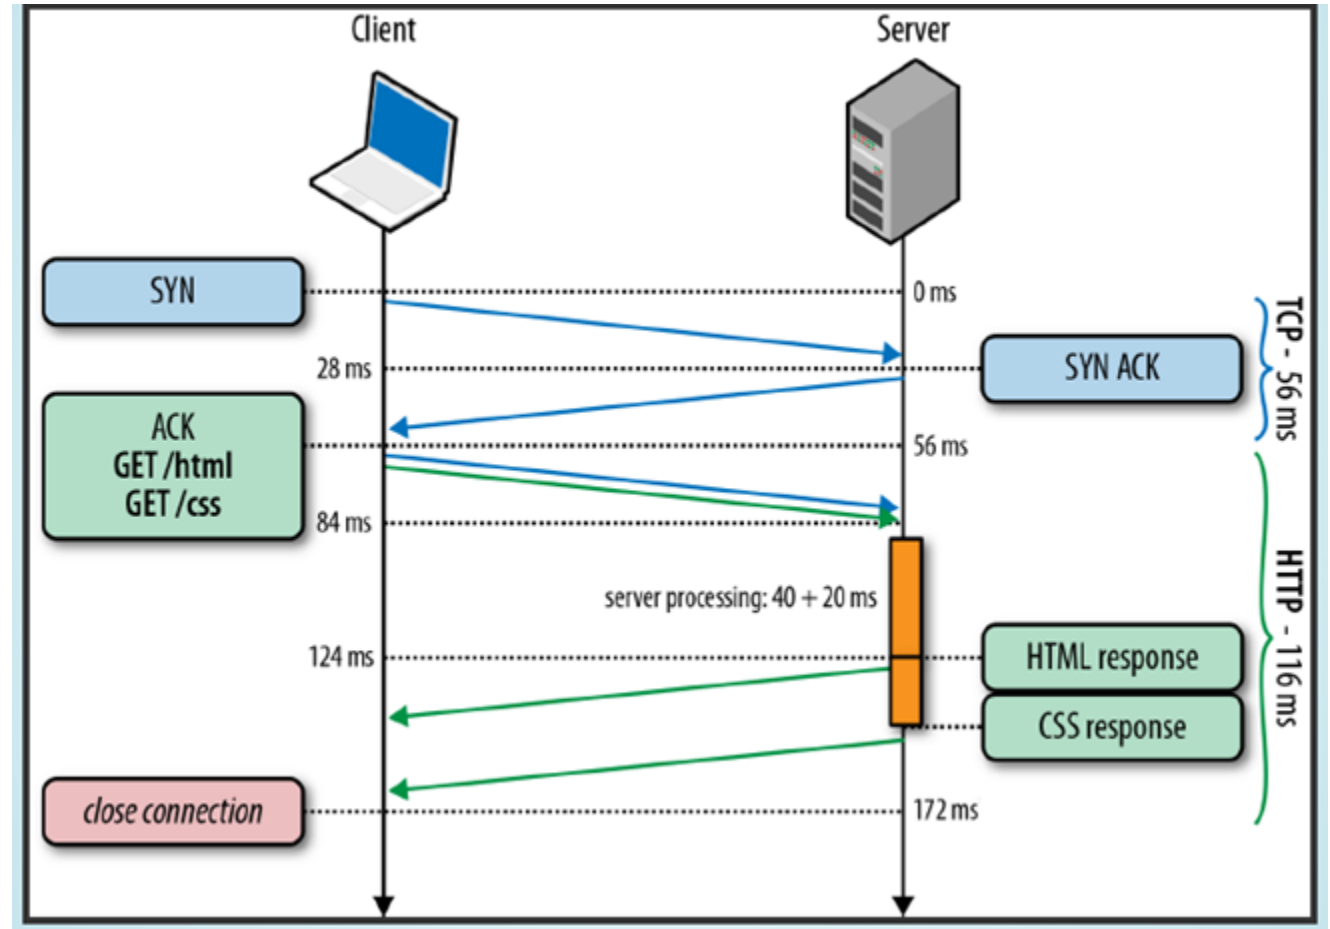 Client
Server
SYN
0 ms
28 ms
SYN ACK
TCP - 56 ms
ACK
GET /html
GET /css
56 ms
84 ms
server processing: 40 + 20 ms
HTTP - 116 ms
124 ms
HTML response
CSS response
close connection
172 ms